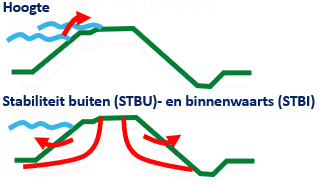 Hoogte
Stabiliteit buiten (STBU)- en binnenwaarts (STBI)